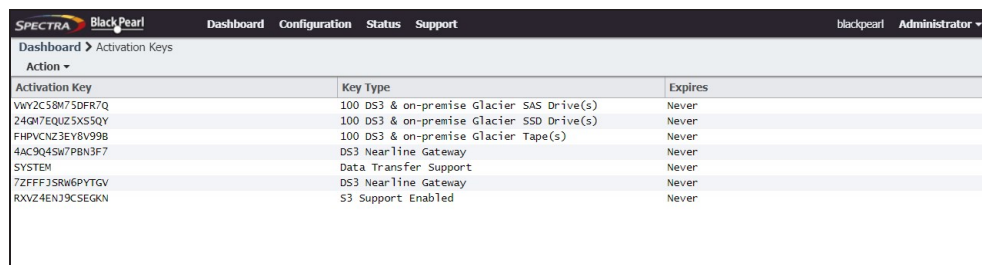 SPECTRA BlackPearl Dashboard Configuration Status Support blackpearl Administrator
Dashboard > Activation Keys
Action
Activation Key Key Type Expires
VWY2C58M75DFR7Q 100 DS3 & on-premise Glacier SAS Drive(s) Never
24GM7EQUZ5XS5QY 100 DS3 & on-premise Glacier SSD Drive(s) Never
FHPVCNZ3EY8V99B 100 DS3 & on-premise Glacier Tape(s) Never
4AC9Q4SW7PBN3F7 DS3 Nearline Gateway Never
SYSTEM Data Transfer Support Never
7ZFFFJSRW6PYTGV DS3 Nearline Gateway Never
RXVZ4ENJ9CSEGKN S3 Support Enabled Never